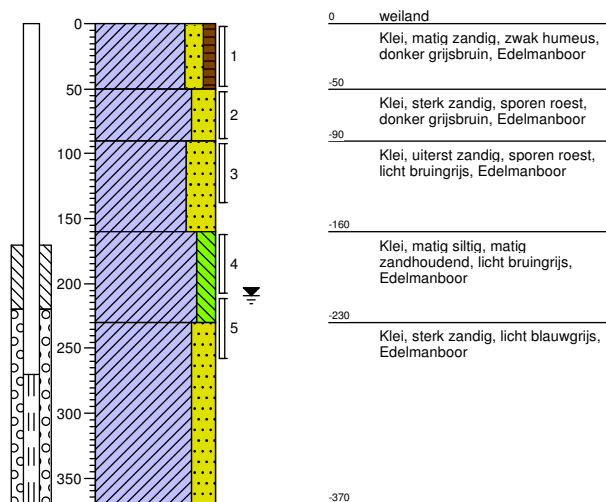 0
50
100
150
200
250
300
350
1
2
3
4
5
0 weiland
Klei, matig zandig, zwak humeus,
donker grijsbruin, Edelmanboor
-50
Klei, sterk zandig, sporen roest,
donker grijsbruin, Edelmanboor
-90
Klei, uiterst zandig, sporen roest,
licht bruingrijs, Edelmanboor
-160
Klei, matig siltig, matig
zandhoudend, licht bruingrijs,
Edelmanboor
-230
Klei, sterk zandig, licht blauwgrijs,
Edelmanboor
-370